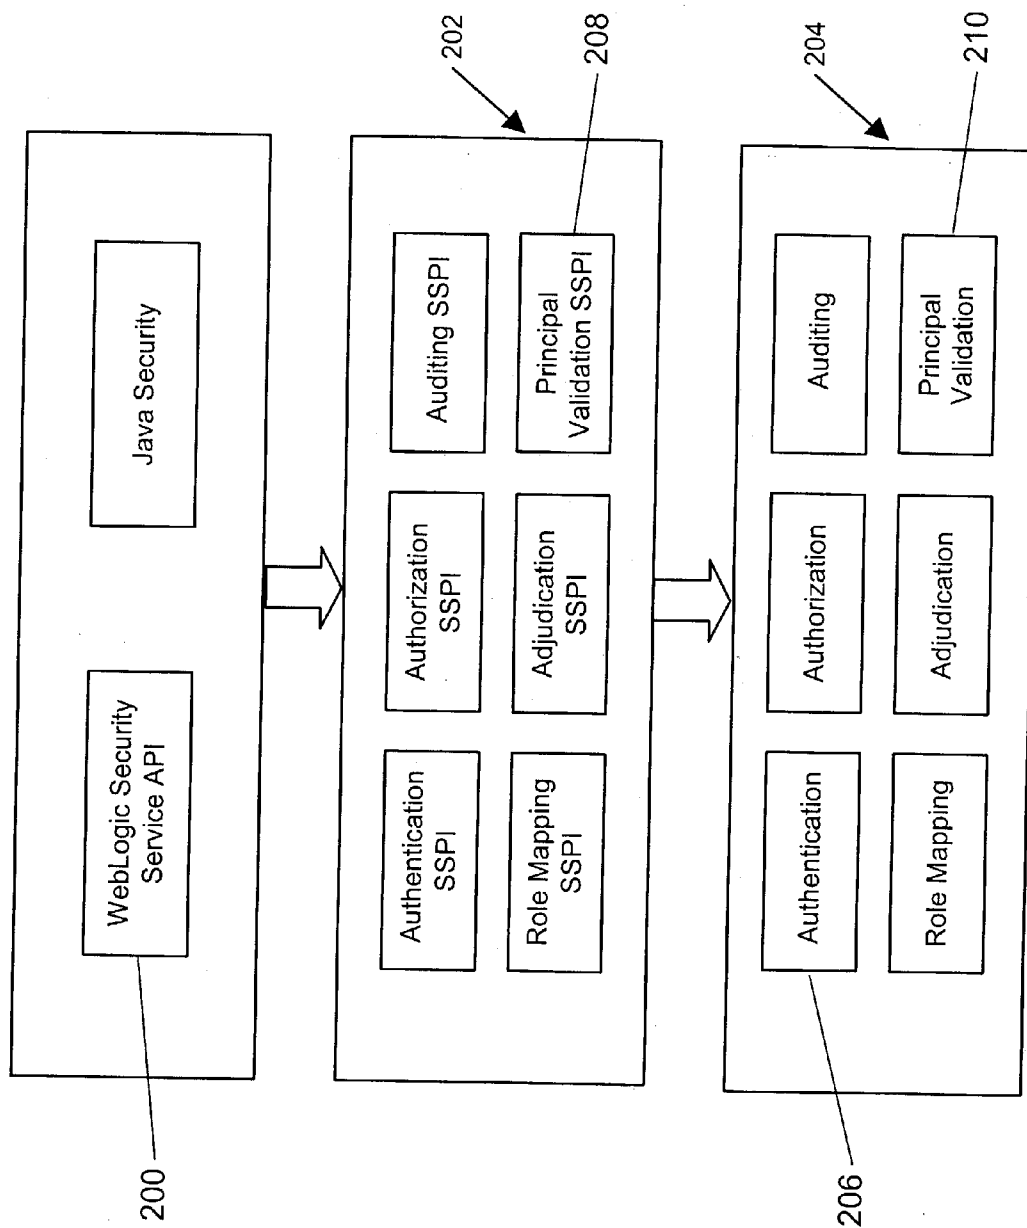 WebLogic Security
Service API
Java Security
200
202
Authentication
SSPI
Authorization
SSPI
Auditing SSPI
Role Mapping
SSPI
Adjudication
SSPI
Principal
Validation SSPI
208
204
Authentication
Authorization
Auditing
Role Mapping
Adjudication
Principal
Validation
206
210